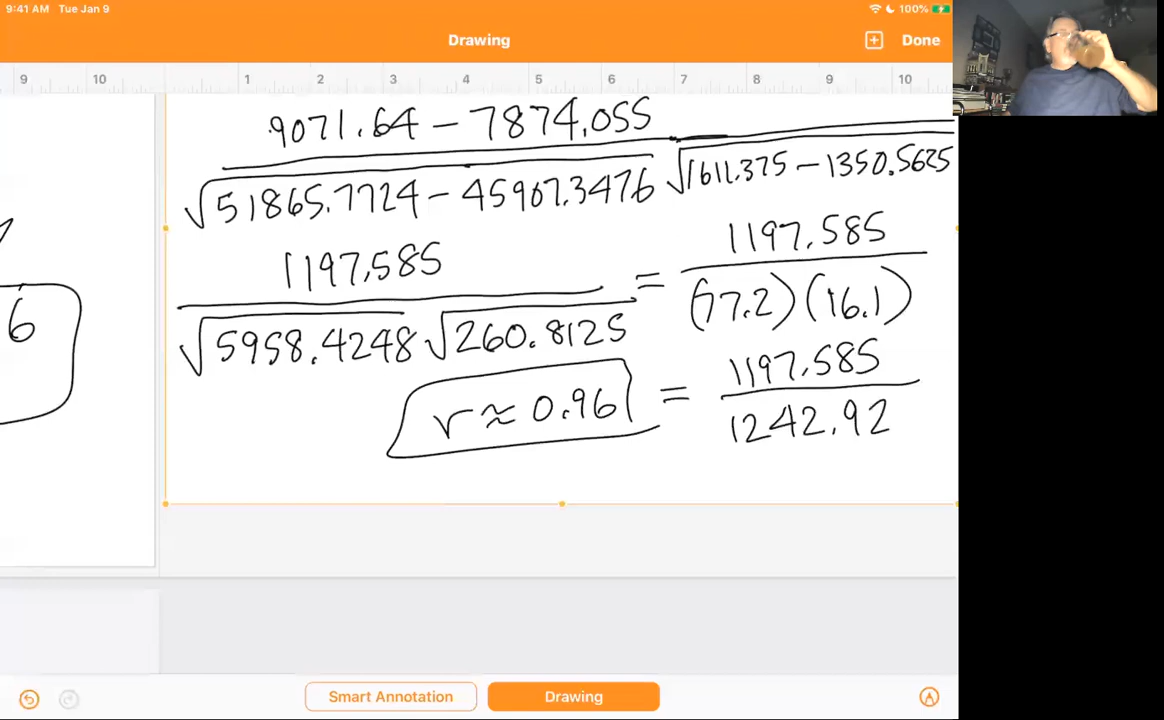 9:41 AM Tue Jan 9
100%
Drawing
Done
9 10 1 2 3 4 5 6 7 8 9 10
9071.64 - 7874.055
√51865.7724 - 45907.3476 √1611.375 - 1350.5625
1197.585
√5958.4248 √260.8125
= 1197.585
(77.2)(16.1)
6
r ≈ 0.96 = 1197.585
1242.92
Smart Annotation
Drawing